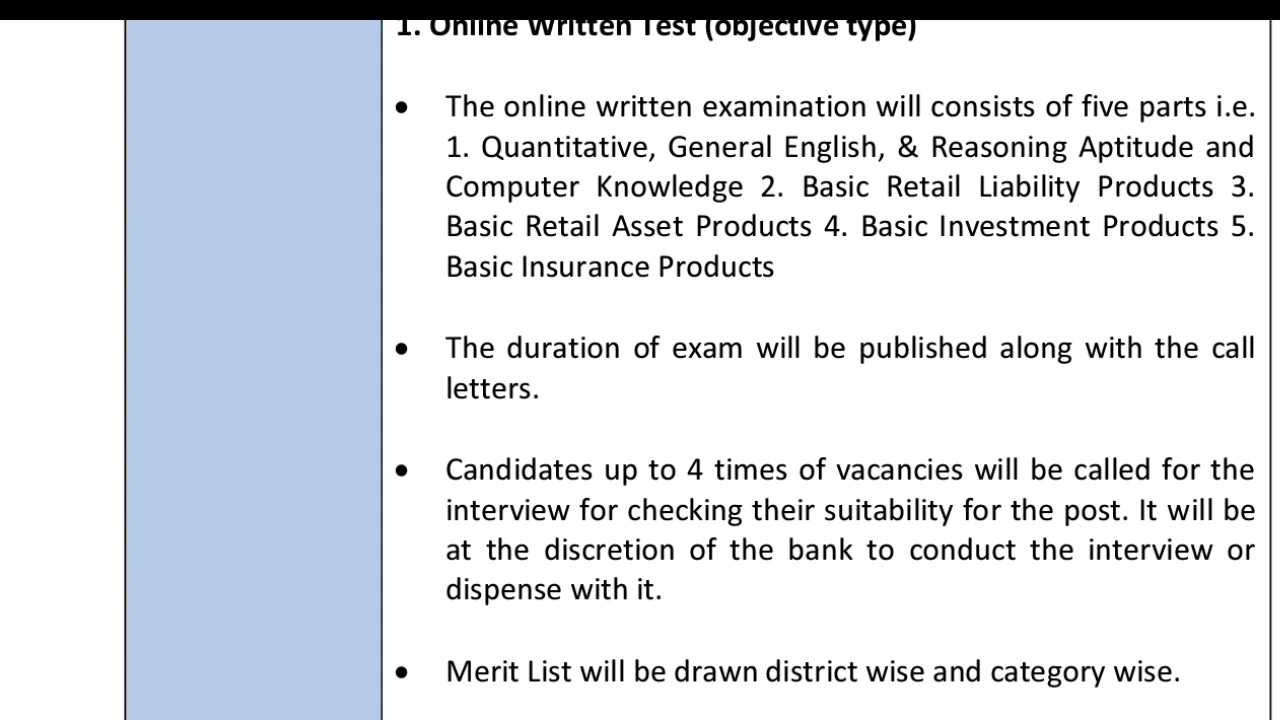 1. Online Written Test (objective type)
• The online written examination will consists of five parts i.e.
1. Quantitative, General English, & Reasoning Aptitude and
Computer Knowledge 2. Basic Retail Liability Products 3.
Basic Retail Asset Products 4. Basic Investment Products 5.
Basic Insurance Products
• The duration of exam will be published along with the call
letters.
• Candidates up to 4 times of vacancies will be called for the
interview for checking their suitability for the post. It will be
at the discretion of the bank to conduct the interview or
dispense with it.
• Merit List will be drawn district wise and category wise.